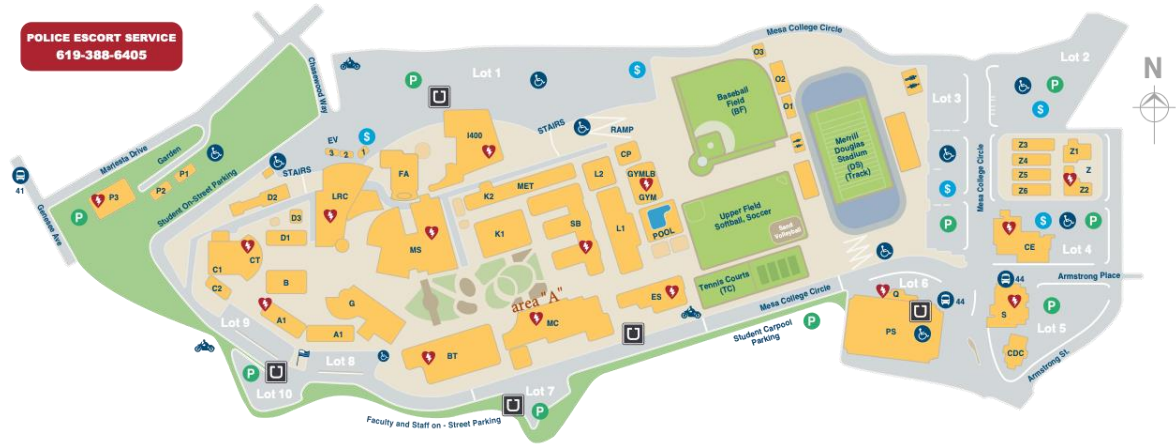 POLICE ESCORT SERVICE
619-388-6405
Mesa College Circle
Lot 1
Lot 2
N
Chasewood Way
O3
O2
O1
Baseball
Field
(BF)
Lot 3
Merrill
Douglas
Stadium
(DS)
(Track)
Mesa College Circle
Z3
Z4
Z5
Z6
Z1
Z
Z2
I400
STAIRS
RAMP
EV
3
2
1
Garden
Marlesta Drive
STAIRS
41
Genesee Ave
P1
P2
P3
Student On-Street Parking
CP
GYMLB
GYM
L2
FA
MET
K2
LRC
D2
D3
D1
K1
SB
L1
POOL
Upper Field
Softball, Soccer
Sand
Volleyball
MS
CT
C1
C2
B
G
A1
A1
CE
Lot 4
Tennis Courts
(TC)
Mesa College Circle
area "A"
ES
MC
BT
Lot 9
Lot 8
Lot 10
Lot 7
Lot 6
Q
44
44
Armstrong Place
PS
S
Lot 5
CDC
Armstrong St.
Student Carpool
Parking
Faculty and Staff on - Street Parking
P
P
P
P
P
P
P
P
P
$
$
$
$
$